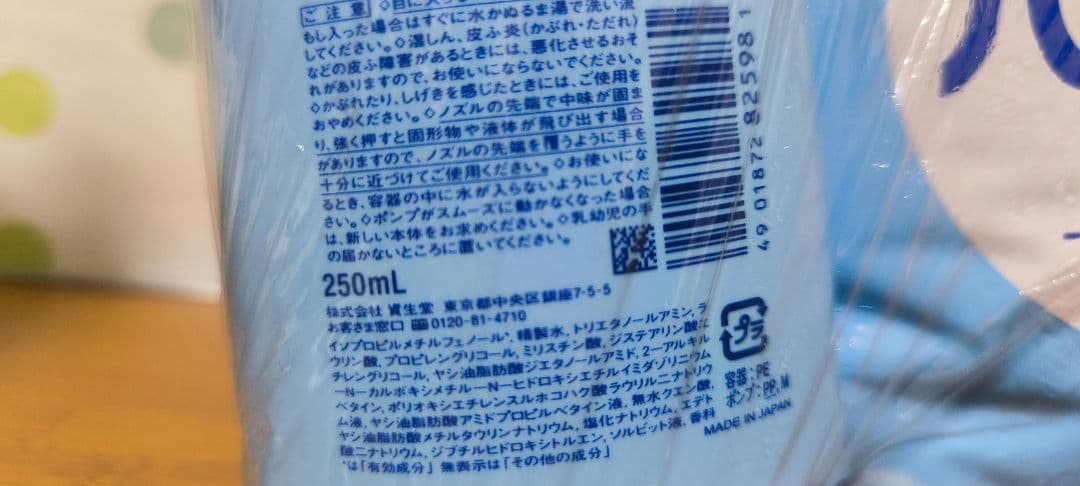 ご注意
もし入った場合はすぐに水かぬるま湯で洗い流
してください。◇湿しん、皮ふ炎(かぶれ・ただれ)
などの皮ふ障害があるときには、悪化させるおそ
れがありますので、お使いにならないでください。
◇かぶれたり、しげきを感じたときには、ご使用を
おやめください。◇ノズルの先端で中味が固ま
り、強く押すと固形物や液体が飛び出す場合
がありますので、ノズルの先端を覆うように手を
十分に近づけてご使用ください。◇お使いにな
るとき、容器の中に水が入らないようにしてくだ
さい。◇ポンプがスムーズに動かなくなった場合
は、新しい本体をお求めください。◇乳幼児の手
の届かないところに置いてください。
4901872825981
250mL
株式会社 資生堂 東京都中央区銀座7-5-5
お客さま窓口 0120-81-4710
イソプロピルメチルフェノール*、精製水、トリエタノールアミン、ラ
ウリン酸、プロピレングリコール、ミリスチン酸、ジステアリン酸エ
チレングリコール、ヤシ油脂肪酸ジエタノールアミド、2-アルキル
-N-カルボキシメチル-N-ヒドロキシエチルイミダゾリニウム
ベタイン、ポリオキシエチレンスルホコハク酸ラウリル二ナトリウ
ム液、ヤシ油脂肪酸アミドプロピルベタイン液、無水クエン酸、
ヤシ油脂肪酸メチルタウリンナトリウム、塩化ナトリウム、エデト
酸二ナトリウム、ジブチルヒドロキシトルエン、ソルビット液、香料
*は「有効成分」無表示は「その他の成分」
プラ
容器:PE
ポンプ:PP,M
MADE IN JAPAN